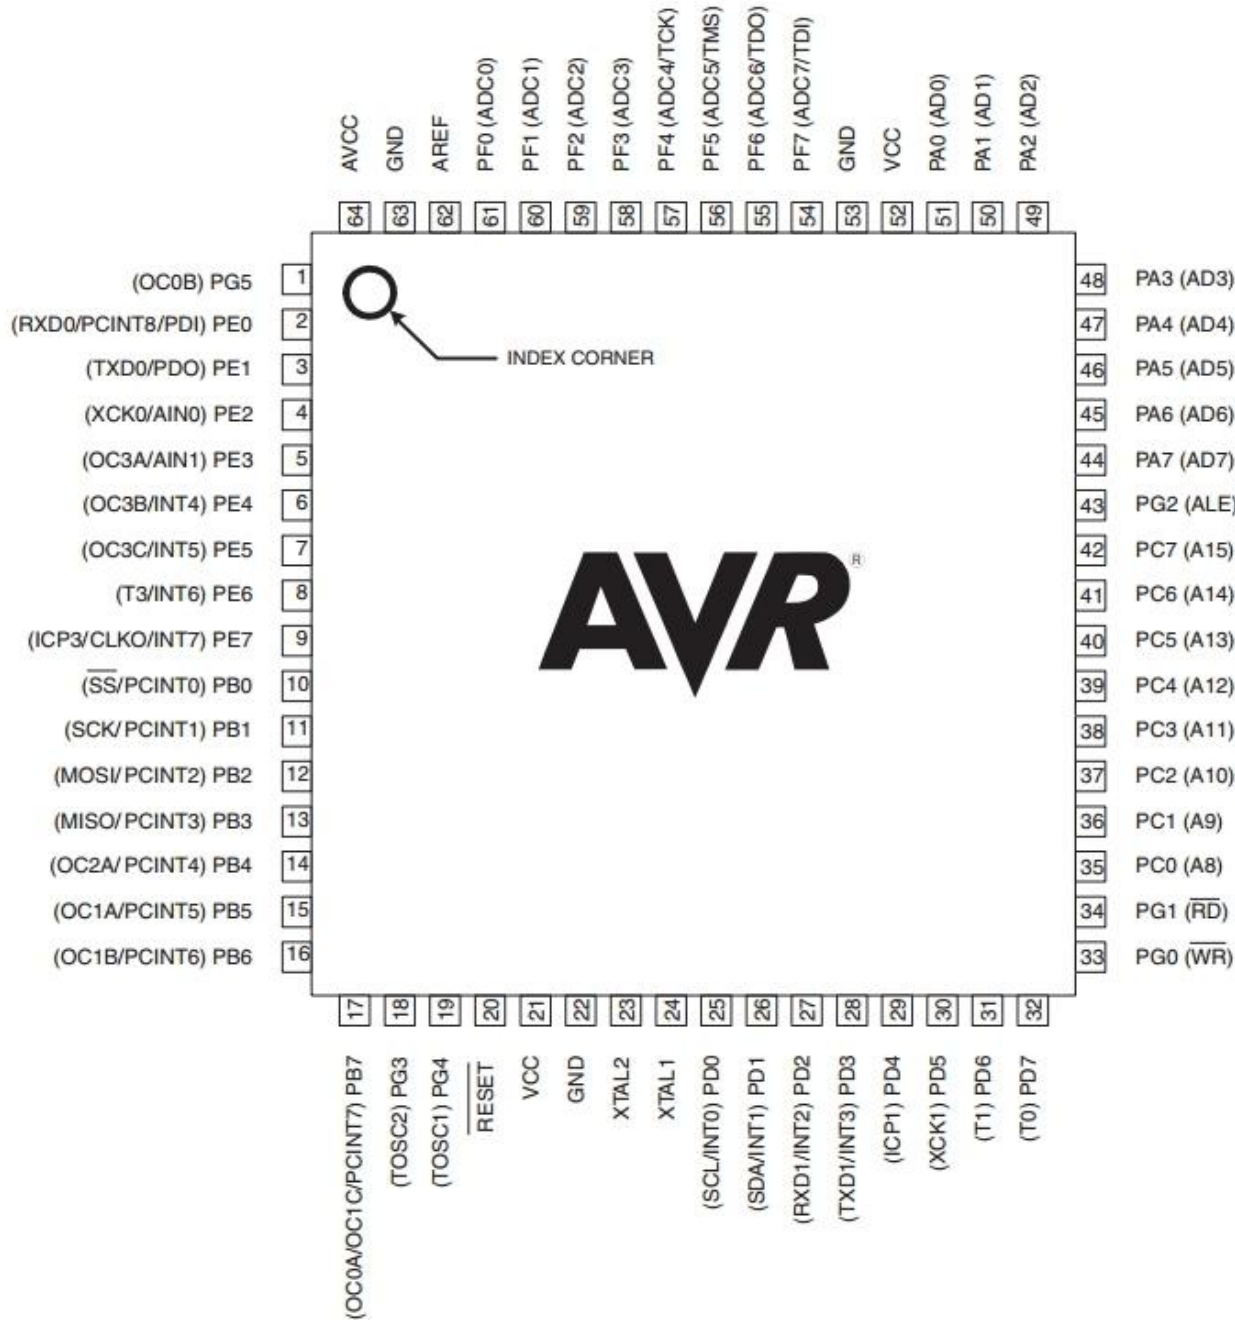 AVCC
GND
AREF
PF0 (ADC0)
PF1 (ADC1)
PF2 (ADC2)
PF3 (ADC3)
PF4 (ADC4/TCK)
PF5 (ADC5/TMS)
PF6 (ADC6/TDO)
PF7 (ADC7/TDI)
GND
VCC
PA0 (AD0)
PA1 (AD1)
PA2 (AD2)
64
63
62
61
60
59
58
57
56
55
54
53
52
51
50
49
(OC0B) PG5 1
(RXD0/PCINT8/PDI) PE0 2
(TXD0/PDO) PE1 3
(XCK0/AIN0) PE2 4
(OC3A/AIN1) PE3 5
(OC3B/INT4) PE4 6
(OC3C/INT5) PE5 7
(T3/INT6) PE6 8
(ICP3/CLKO/INT7) PE7 9
(SS/PCINT0) PB0 10
(SCK/PCINT1) PB1 11
(MOSI/PCINT2) PB2 12
(MISO/PCINT3) PB3 13
(OC2A/PCINT4) PB4 14
(OC1A/PCINT5) PB5 15
(OC1B/PCINT6) PB6 16
INDEX CORNER
AVR®
48 PA3 (AD3)
47 PA4 (AD4)
46 PA5 (AD5)
45 PA6 (AD6)
44 PA7 (AD7)
43 PG2 (ALE)
42 PC7 (A15)
41 PC6 (A14)
40 PC5 (A13)
39 PC4 (A12)
38 PC3 (A11)
37 PC2 (A10)
36 PC1 (A9)
35 PC0 (A8)
34 PG1 (RD)
33 PG0 (WR)
17
18
19
20
21
22
23
24
25
26
27
28
29
30
31
32
(OC0A/OC1C/PCINT7) PB7
(TOSC2) PG3
(TOSC1) PG4
RESET
VCC
GND
XTAL2
XTAL1
(SCL/INT0) PD0
(SDA/INT1) PD1
(RXD1/INT2) PD2
(TXD1/INT3) PD3
(ICP1) PD4
(XCK1) PD5
(T1) PD6
(T0) PD7